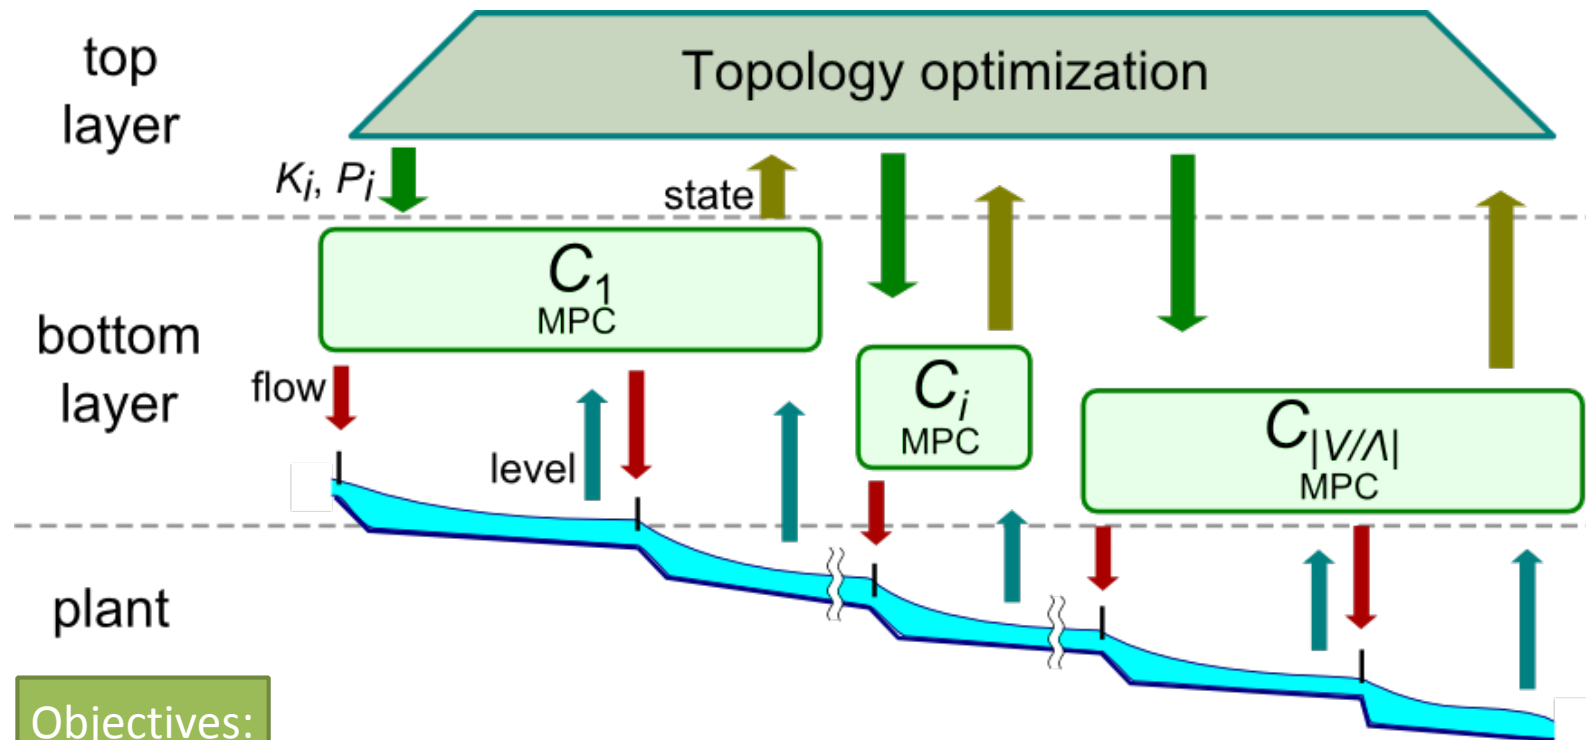 top
layer
Topology optimization
Ki, Pi
state
C1
MPC
bottom
layer
flow
level
Ci
MPC
C|V/Λ|
MPC
plant
Objectives: